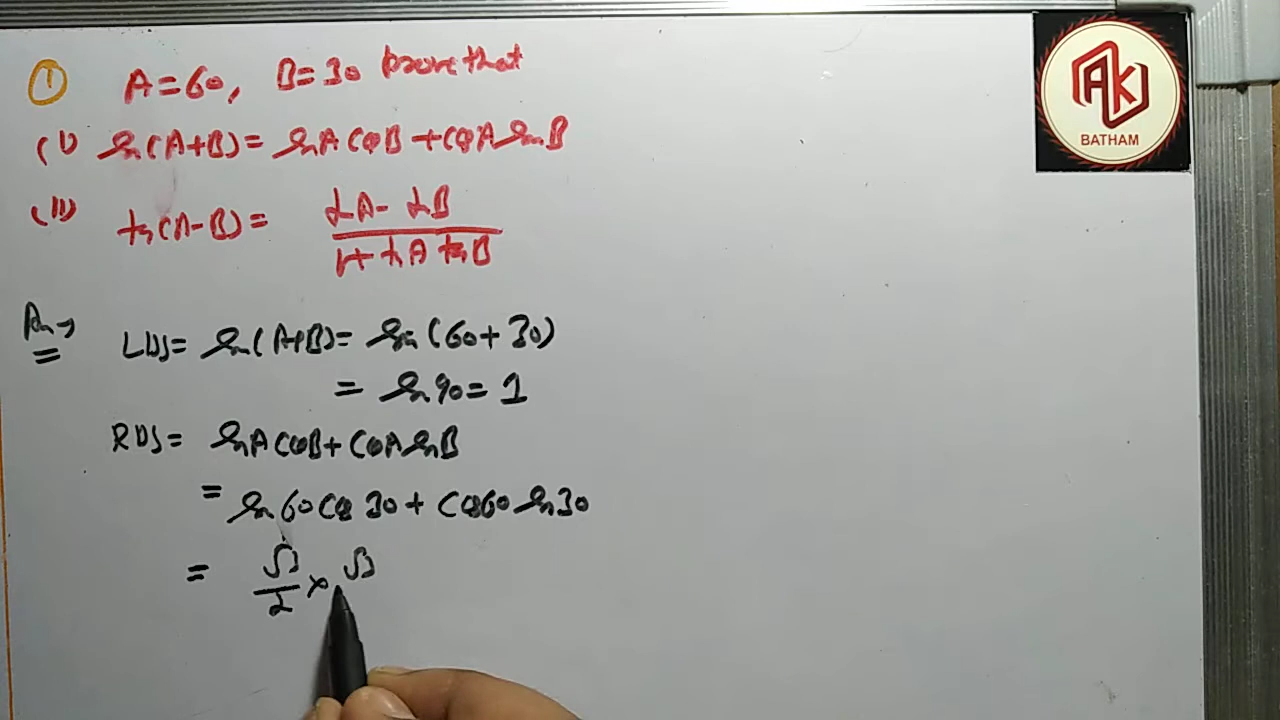 ① A=60, B=30 prove that
(I) sin(A+B)= sinA cosB + cosA sinB
(II) tan(A-B)= tanA- tanB / 1+ tanA tanB
Ans→ LHS= sin(A+B)= sin(60+30)
= sin90= 1
RHS= sinA cosB+ cosA sinB
= sin60 cos30+ cos60 sin30
= √3/2 × √3
AK
BATHAM